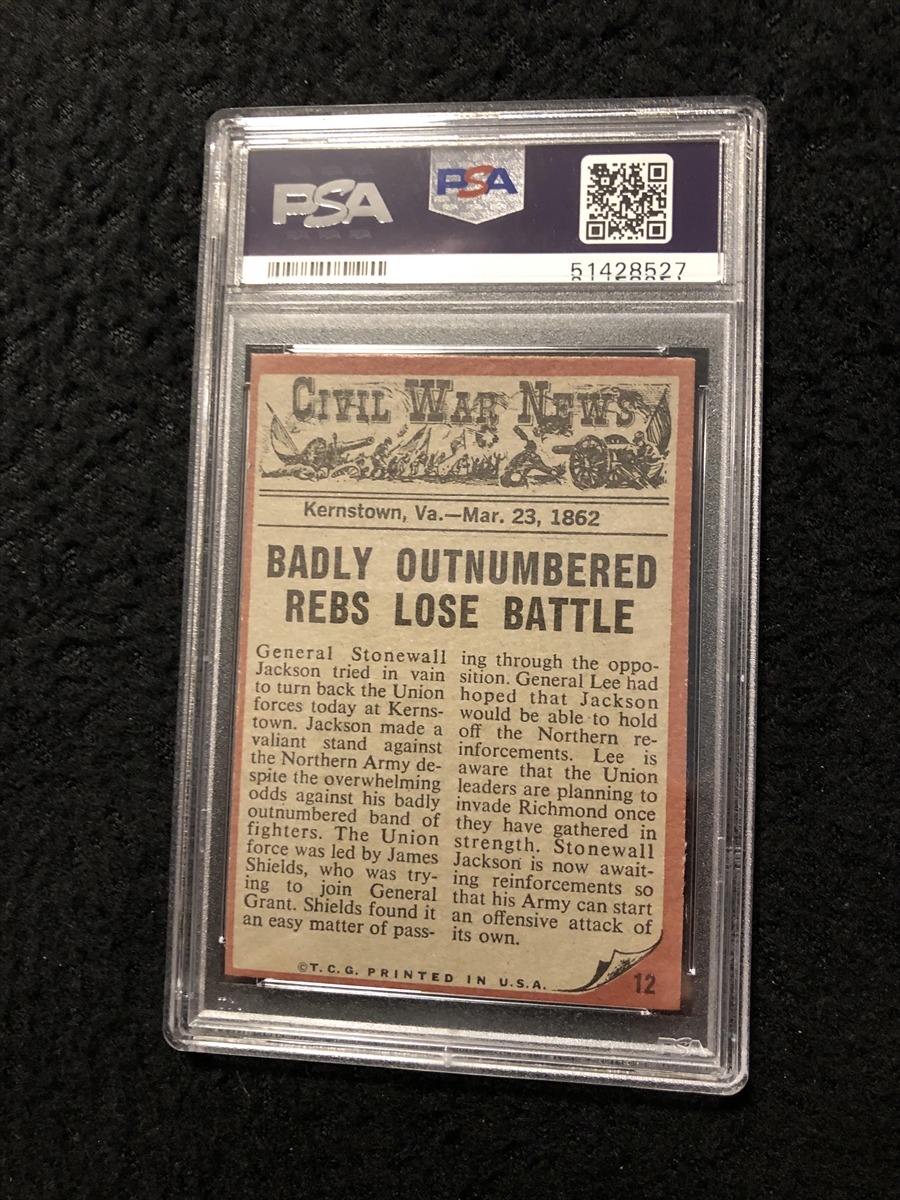 PSA
PSA
51428527
CIVIL WAR NEWS
Kernstown, Va.—Mar. 23, 1862
BADLY OUTNUMBERED
REBS LOSE BATTLE
General Stonewall
Jackson tried in vain
to turn back the Union
forces today at Kerns-
town. Jackson made a
valiant stand against
the Northern Army de-
spite the overwhelming
odds against his badly
outnumbered band of
fighters. The Union
force was led by James
Shields, who was try-
ing to join General
Grant. Shields found it
an easy matter of pass-
ing through the oppo-
sition. General Lee had
hoped that Jackson
would be able to hold
off the Northern re-
inforcements. Lee is
aware that the Union
leaders are planning to
invade Richmond once
they have gathered in
strength. Stonewall
Jackson is now await-
ing reinforcements so
that his Army can start
an offensive attack of
its own.
©T.C.G. PRINTED IN U.S.A.
12
PSA